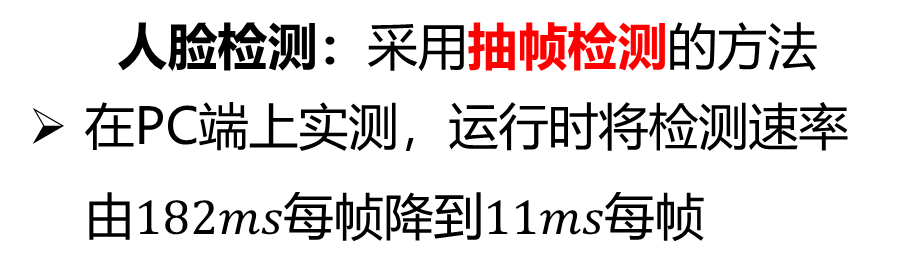 人脸检测：采用抽帧检测的方法
➢ 在PC端上实测，运行时将检测速率
由182ms每帧降到11ms每帧